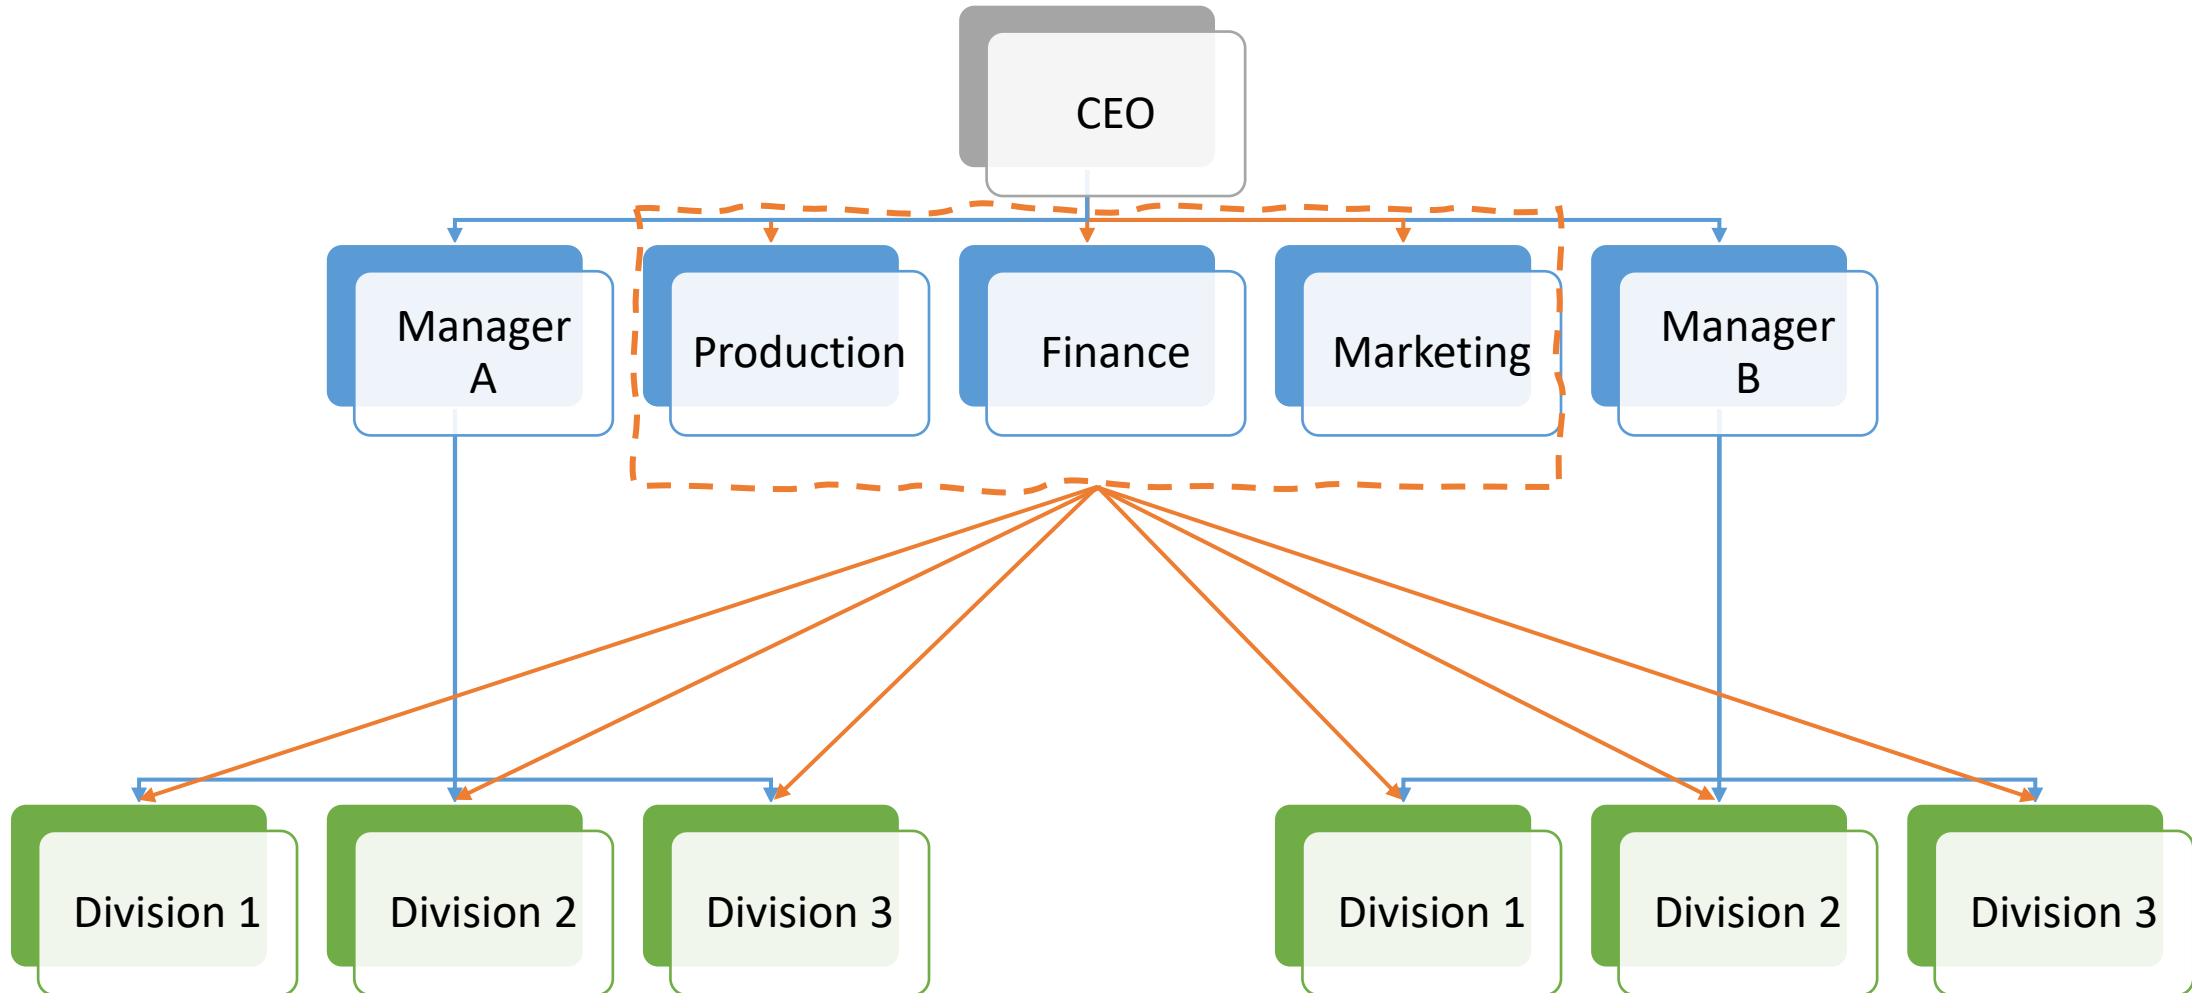 CEO
Manager
A
Production
Finance
Marketing
Manager
B
Division 1
Division 2
Division 3
Division 1
Division 2
Division 3